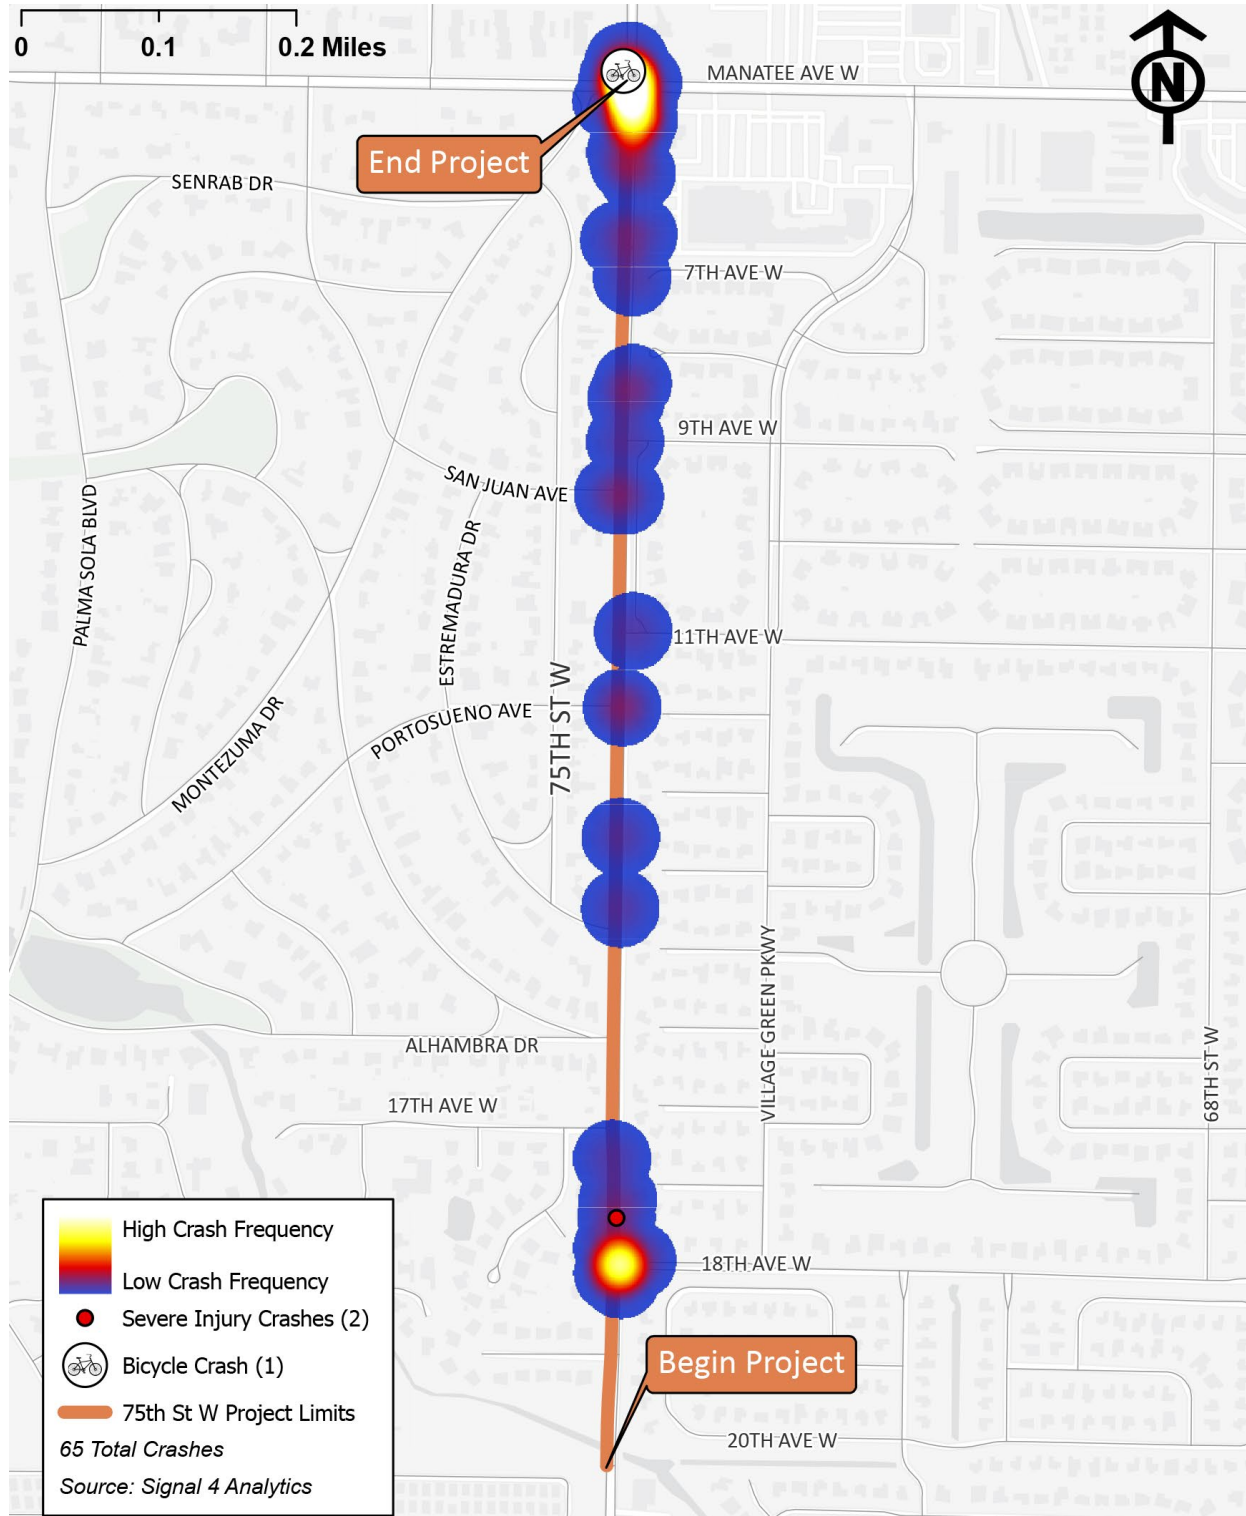 0 0.1 0.2 Miles
N
MANATEE AVE W
End Project
SENRAB DR
7TH AVE W
9TH AVE W
SAN JUAN AVE
PALMA SOLA BLVD
ESTREMADURA DR
11TH AVE W
75TH ST W
PORTOSUENO AVE
MONTEZUMA DR
VILLAGE GREEN PKWY
ALHAMBRA DR
68TH ST W
17TH AVE W
18TH AVE W
Begin Project
20TH AVE W
High Crash Frequency
Low Crash Frequency
Severe Injury Crashes (2)
Bicycle Crash (1)
75th St W Project Limits
65 Total Crashes
Source: Signal 4 Analytics